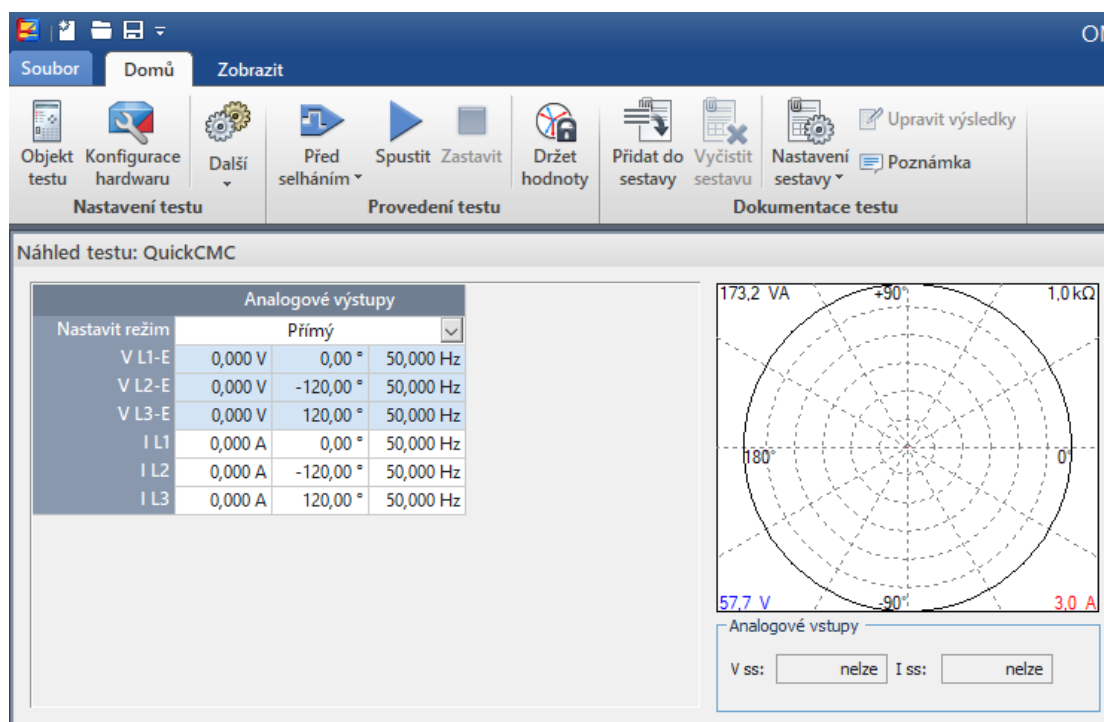 OM
Soubor Domů Zobrazit
Objekt testu
Konfigurace hardwaru
Další
Nastavení testu
Před selháním
Spustit
Zastavit
Držet hodnoty
Provedení testu
Přidat do sestavy
Vyčistit sestavu
Nastavení sestavy
Upravit výsledky
Poznámka
Dokumentace testu
Náhled testu: QuickCMC
Analogové výstupy
Nastavit režim Přímý
V L1-E 0,000 V 0,00 ° 50,000 Hz
V L2-E 0,000 V -120,00 ° 50,000 Hz
V L3-E 0,000 V 120,00 ° 50,000 Hz
I L1 0,000 A 0,00 ° 50,000 Hz
I L2 0,000 A -120,00 ° 50,000 Hz
I L3 0,000 A 120,00 ° 50,000 Hz
173,2 VA +90° 1,0 kΩ
180° 0°
57,7 V -90° 3,0 A
Analogové vstupy
V ss: nelze I ss: nelze